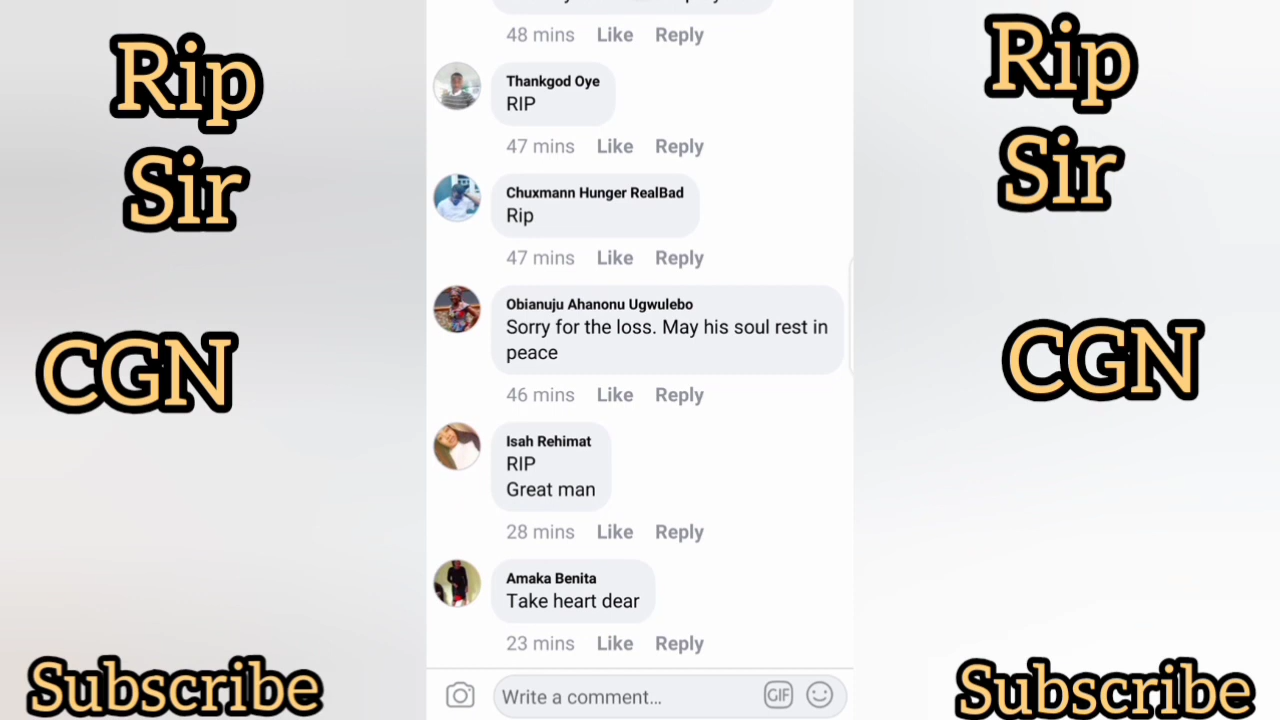 Rip
Sir
CGN
Subscribe
48 mins Like Reply
Thankgod Oye
RIP
47 mins Like Reply
Chuxmann Hunger RealBad
Rip
47 mins Like Reply
Obianuju Ahanonu Ugwulebo
Sorry for the loss. May his soul rest in
peace
46 mins Like Reply
Isah Rehimat
RIP
Great man
28 mins Like Reply
Amaka Benita
Take heart dear
23 mins Like Reply
Write a comment...
GIF
Rip
Sir
CGN
Subscribe